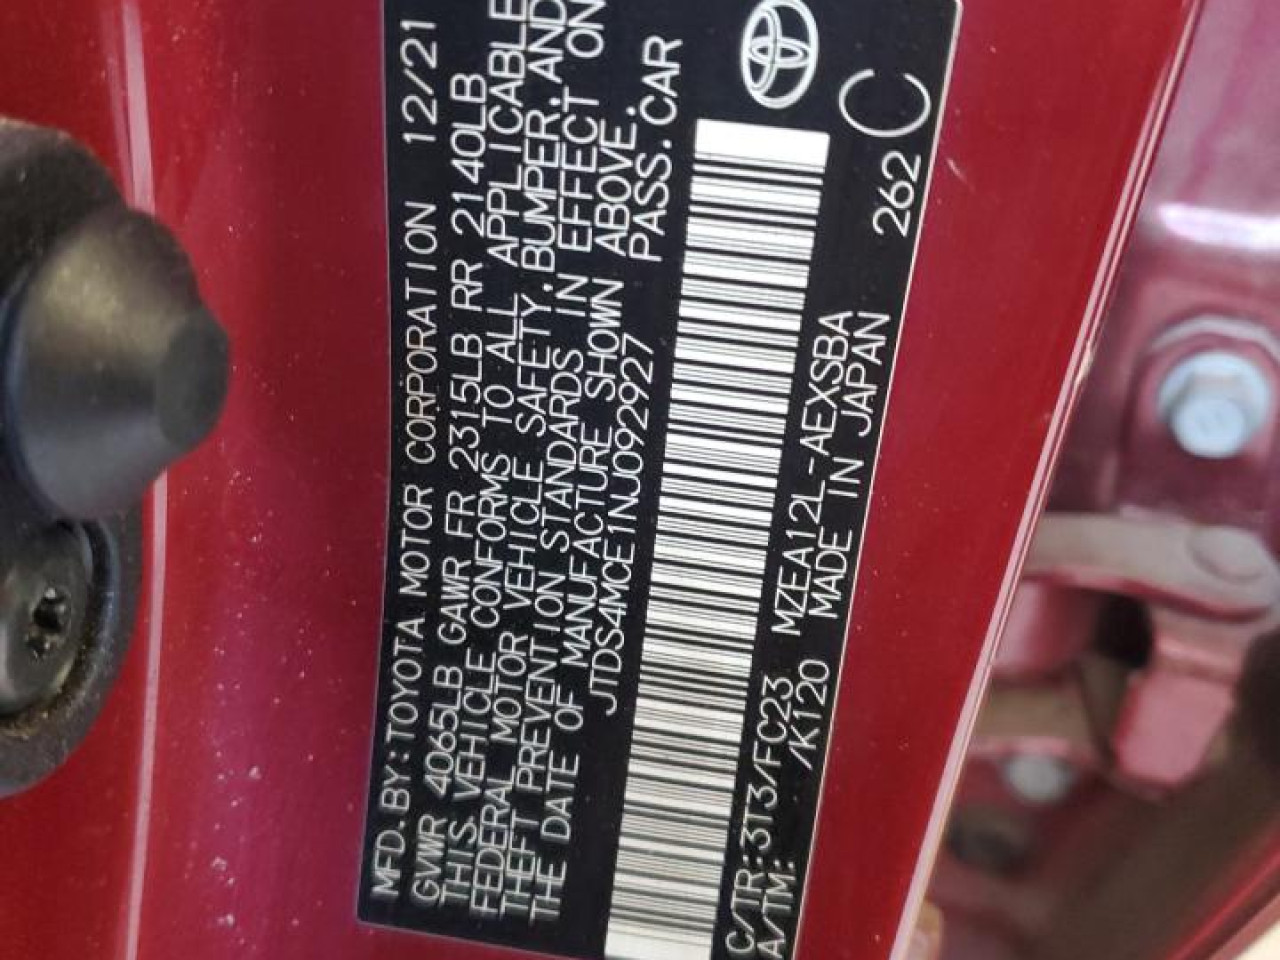 MFD.BY:TOYOTA MOTOR CORPORATION 12/21
GVWR 4065LB GAWR FR 2315LB RR 2140LB
THIS VEHICLE CONFORMS TO ALL APPLICABLE
FEDERAL MOTOR VEHICLE SAFETY, BUMPER, AND
THEFT PREVENTION STANDARDS IN EFFECT ON
THE DATE OF MANUFACTURE SHOWN ABOVE.
JTDS4MCE1NJ092927 PASS.CAR
C/TR:3T3/FC23 MZEA12L-AEXSBA
A/TM: /K120 MADE IN JAPAN 262
C